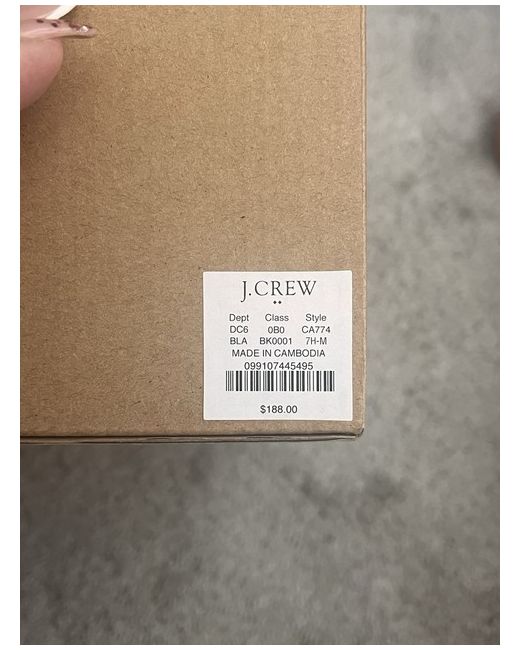 J.CREW
Dept Class Style
DC6 0B0 CA774
BLA BK0001 7H-M
MADE IN CAMBODIA
099107445495
$188.00